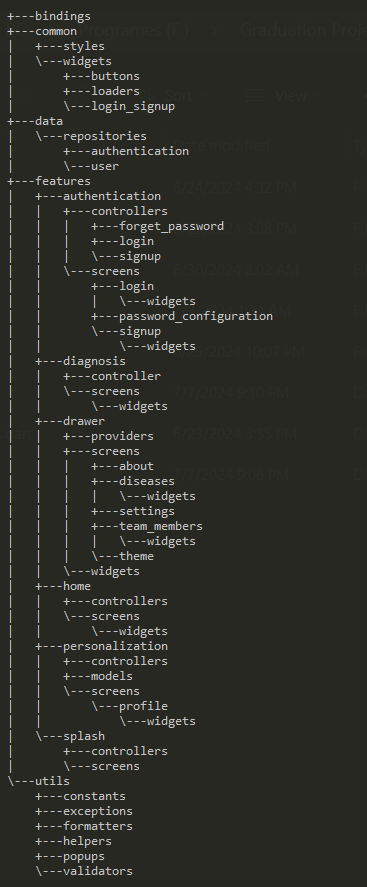 +---bindings
+---common
|   +---styles
|   \---widgets
|       +---buttons
|       +---loaders
|       \---login_signup
+---data
|   \---repositories
|       +---authentication
|       \---user
+---features
|   +---authentication
|   |   +---controllers
|   |   |   +---forget_password
|   |   |   +---login
|   |   |   \---signup
|   |   \---screens
|   |       +---login
|   |       |   \---widgets
|   |       +---password_configuration
|   |       \---signup
|   |           \---widgets
|   +---diagnosis
|   |   +---controller
|   |   \---screens
|   |       \---widgets
|   +---drawer
|   |   +---providers
|   |   +---screens
|   |   |   +---about
|   |   |   +---diseases
|   |   |   |   \---widgets
|   |   |   +---settings
|   |   |   +---team_members
|   |   |   |   \---widgets
|   |   |   \---theme
|   |   \---widgets
|   +---home
|   |   +---controllers
|   |   \---screens
|   |       \---widgets
|   +---personalization
|   |   +---controllers
|   |   +---models
|   |   \---screens
|   |       \---profile
|   |           \---widgets
|   \---splash
|       +---controllers
|       \---screens
\---utils
    +---constants
    +---exceptions
    +---formatters
    +---helpers
    +---popups
    \---validators